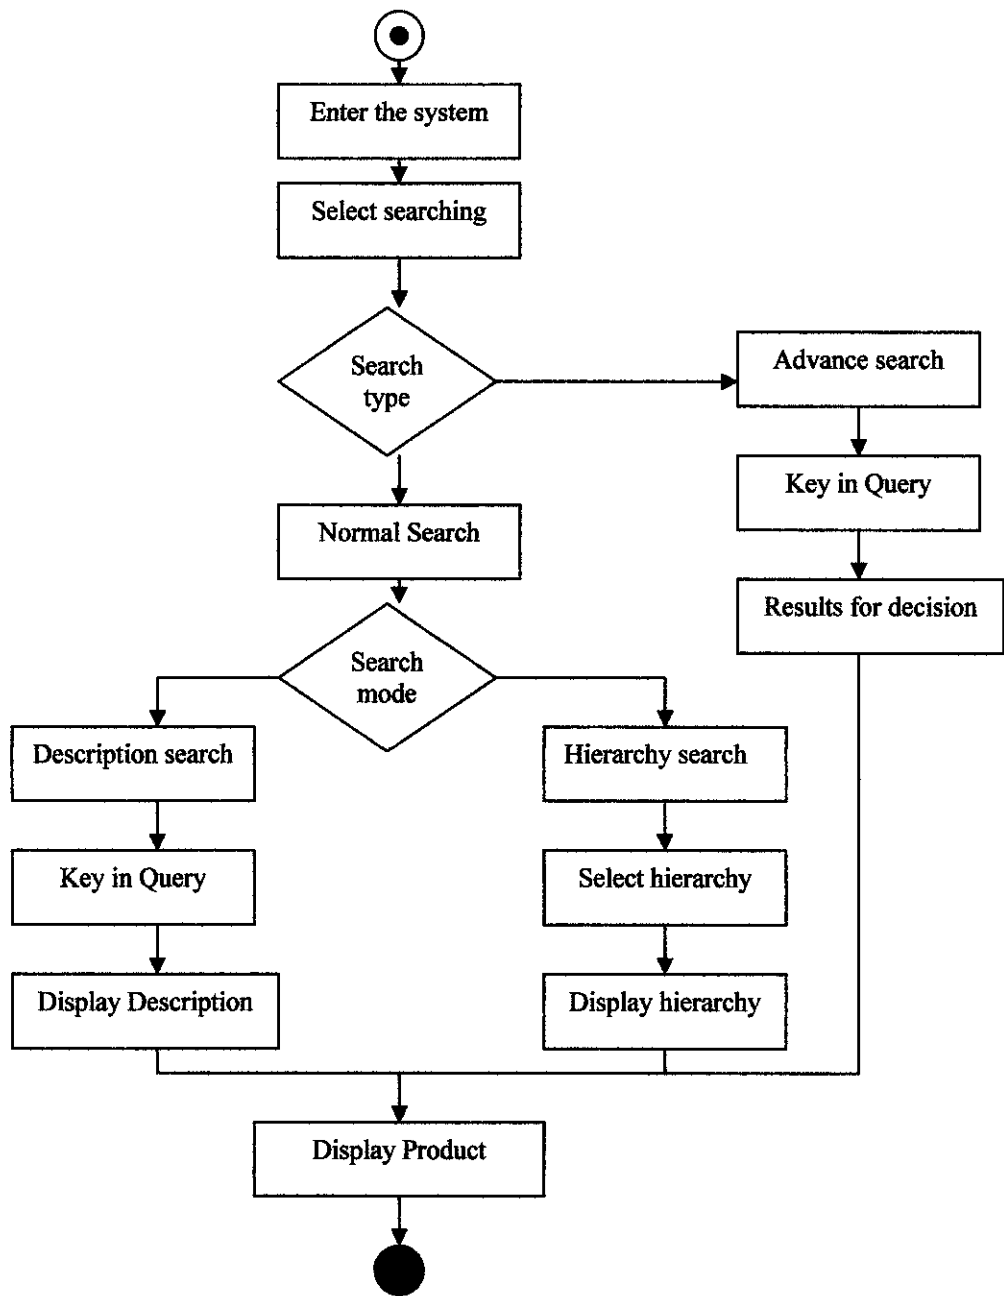 Enter the system
Select searching
Search
type
Advance search
Key in Query
Normal Search
Results for decision
Search
mode
Description search
Hierarchy search
Key in Query
Select hierarchy
Display Description
Display hierarchy
Display Product